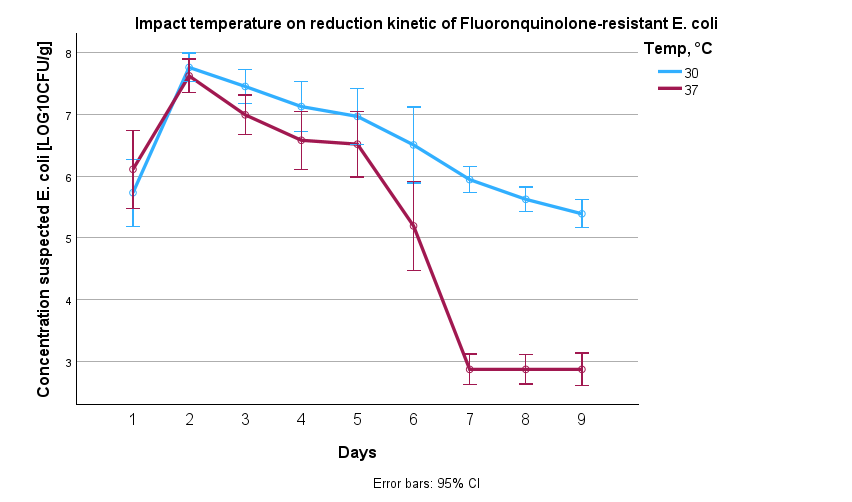 Impact temperature on reduction kinetic of Fluoronquinolone-resistant E. coli
Temp, °C
30
37
Concentration suspected E. coli [LOG10CFU/g]
8
7
6
5
4
3
1 2 3 4 5 6 7 8 9
Days
Error bars: 95% CI